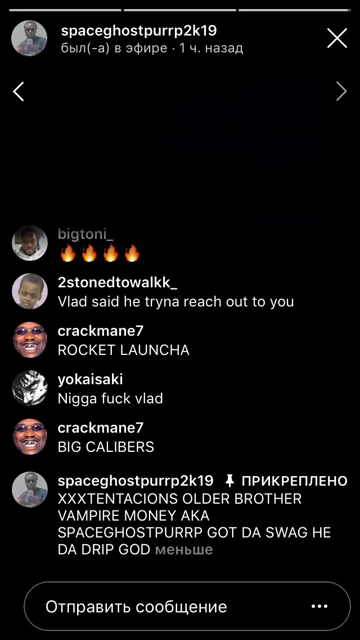 spaceghostpurrp2k19
был(-а) в эфире · 1 ч. назад
bigtoni_
🔥🔥🔥🔥
2stonedtowalkk_
Vlad said he tryna reach out to you
crackmane7
ROCKET LAUNCHA
yokaisaki
Nigga fuck vlad
crackmane7
BIG CALIBERS
spaceghostpurrp2k19 ПРИКРЕПЛЕНО
XXXTENTACIONS OLDER BROTHER
VAMPIRE MONEY AKA
SPACEGHOSTPURRP GOT DA SWAG HE
DA DRIP GOD меньше
Отправить сообщение